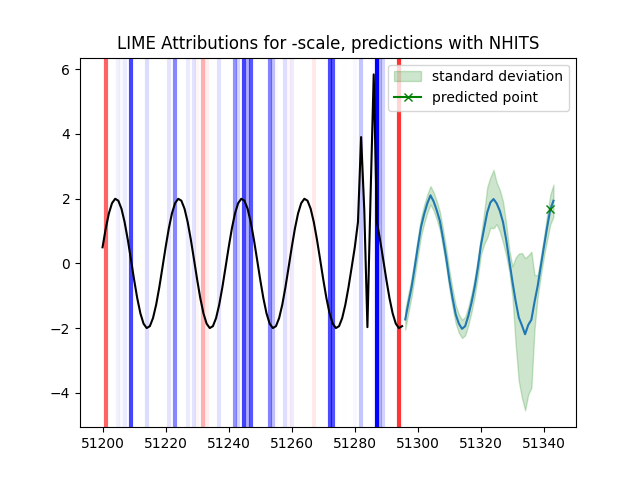 LIME Attributions for -scale, predictions with NHITS
standard deviation
predicted point
6
4
2
0
−2
−4
51200 51220 51240 51260 51280 51300 51320 51340